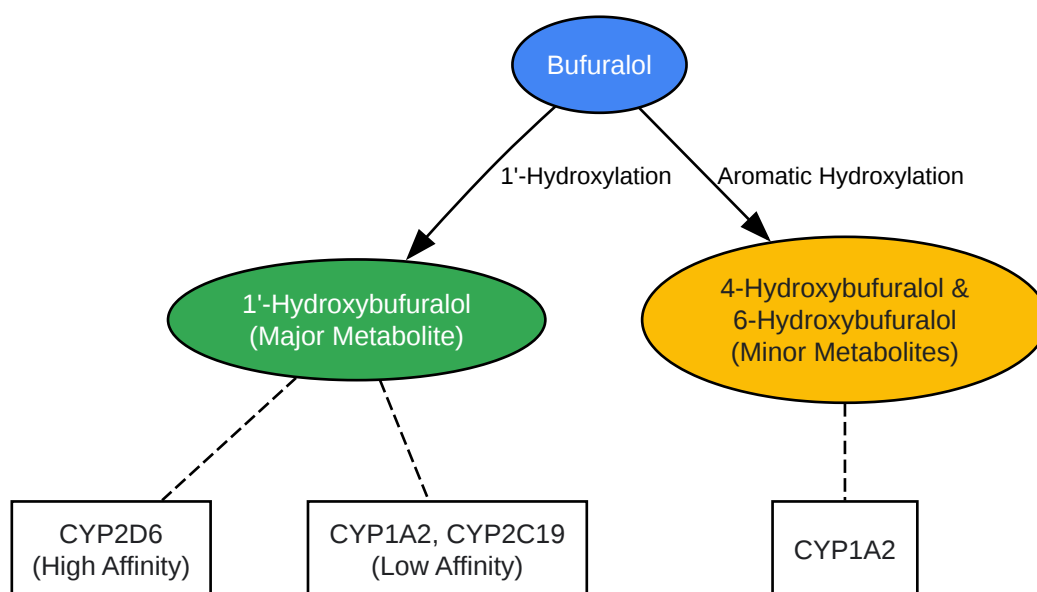 Bufuralol
1'-Hydroxylation
Aromatic Hydroxylation
1'-Hydroxybufuralol
(Major Metabolite)
4-Hydroxybufuralol &
6-Hydroxybufuralol
(Minor Metabolites)
CYP2D6
(High Affinity)
CYP1A2, CYP2C19
(Low Affinity)
CYP1A2